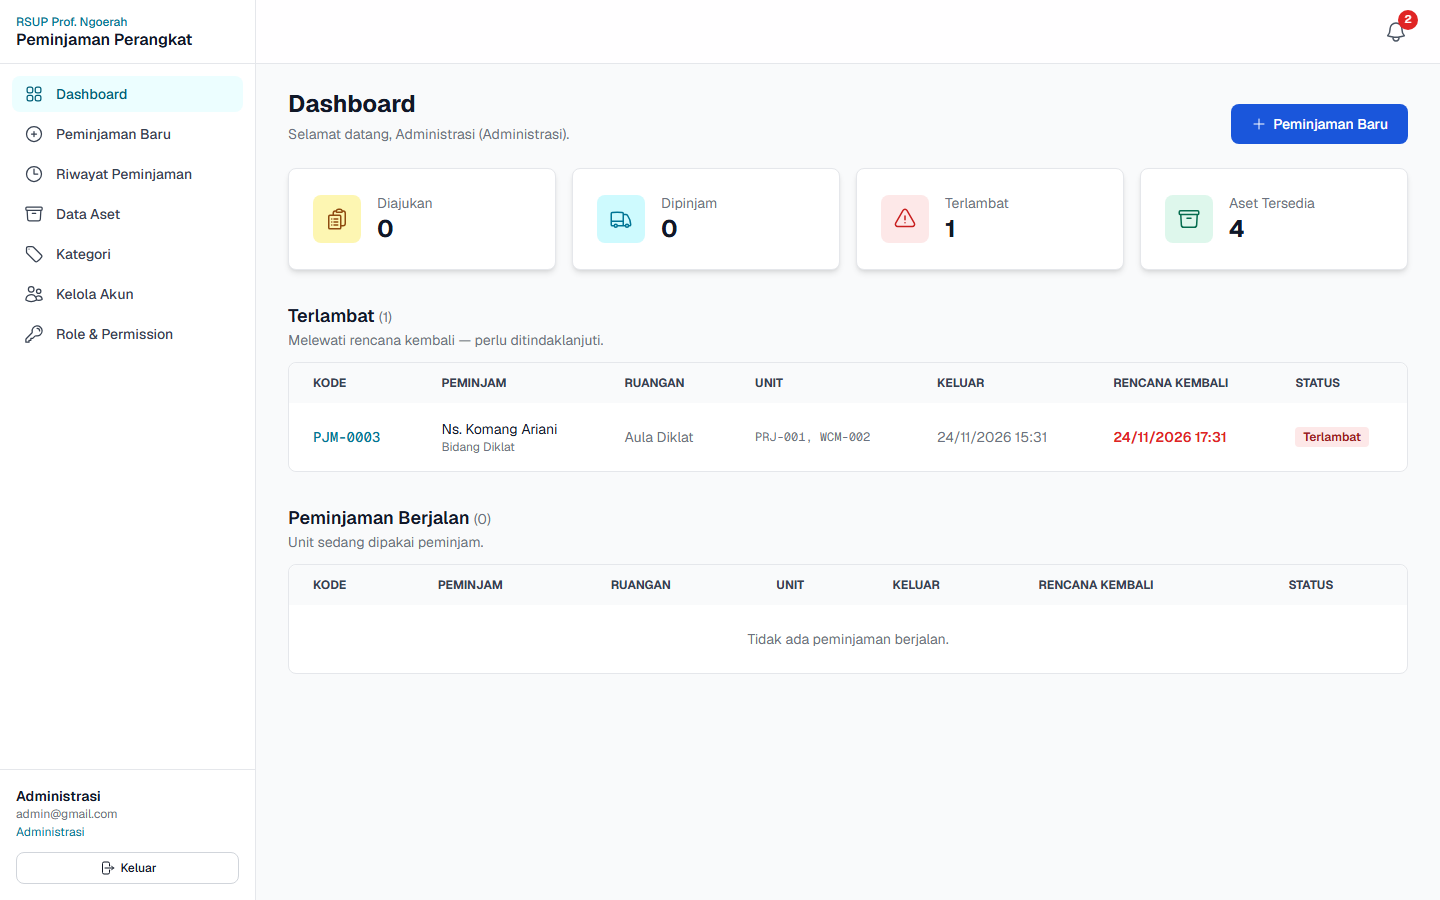 RSUP Prof. Ngoerah
Peminjaman Perangkat
2
Dashboard
Peminjaman Baru
Riwayat Peminjaman
Data Aset
Kategori
Kelola Akun
Role & Permission
Administrasi
admin@gmail.com
Administrasi
Keluar
Dashboard
Selamat datang, Administrasi (Administrasi).
Peminjaman Baru
Diajukan
0
Dipinjam
0
Terlambat
1
Aset Tersedia
4
Terlambat (1)
Melewati rencana kembali — perlu ditindaklanjuti.
KODE PEMINJAM RUANGAN UNIT KELUAR RENCANA KEMBALI STATUS
PJM-0003 Ns. Komang Ariani Aula Diklat PRJ-001, WCM-002 24/11/2026 15:31 24/11/2026 17:31 Terlambat
Bidang Diklat
Peminjaman Berjalan (0)
Unit sedang dipakai peminjam.
KODE PEMINJAM RUANGAN UNIT KELUAR RENCANA KEMBALI STATUS
Tidak ada peminjaman berjalan.